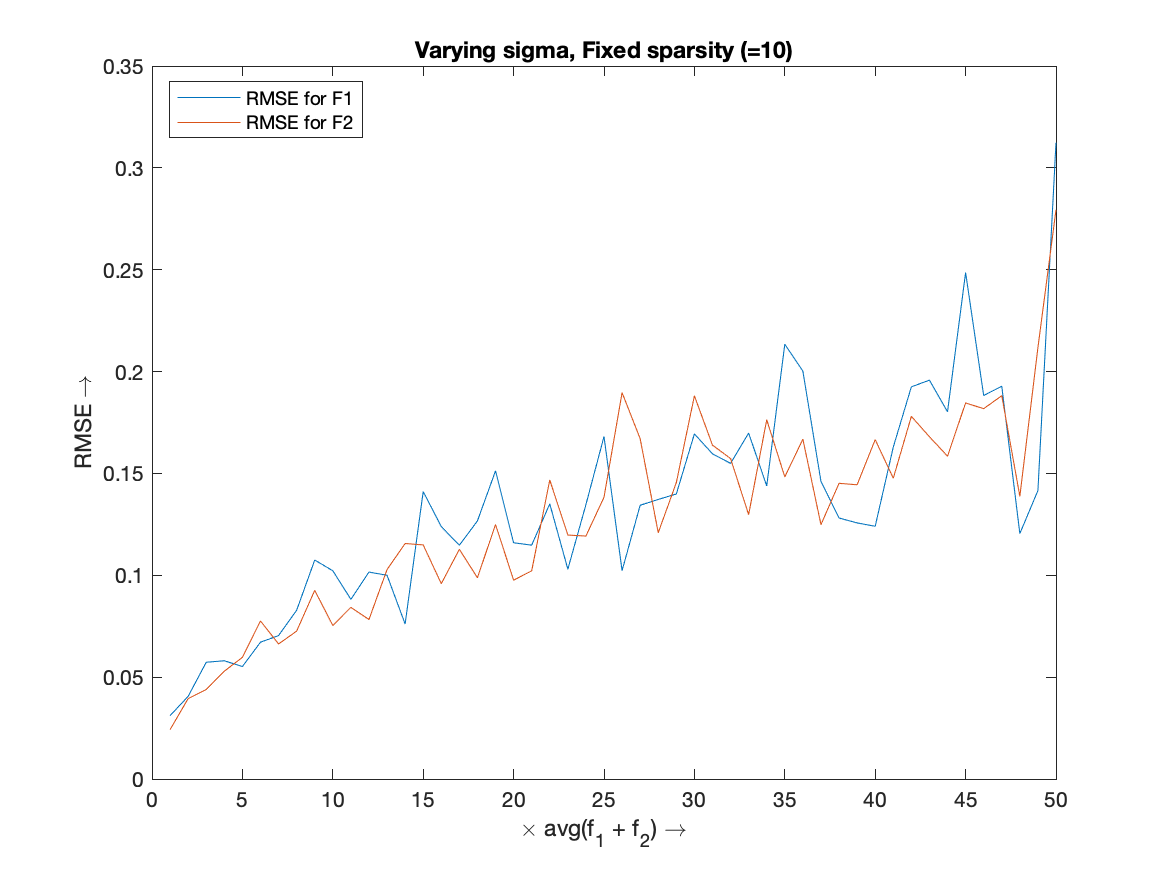 Varying sigma, Fixed sparsity (=10)
RMSE for F1
RMSE for F2
0.35
0.3
0.25
0.2
0.15
0.1
0.05
0
RMSE →
0 5 10 15 20 25 30 35 40 45 50
× avg(f₁ + f₂) →